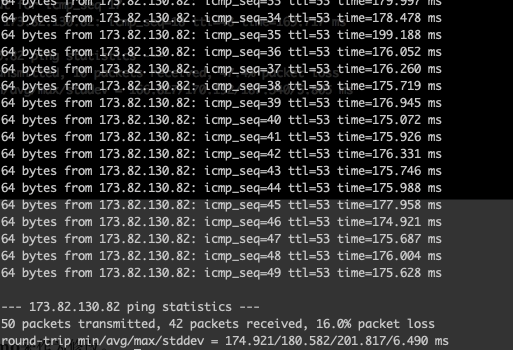 64 bytes from 173.82.130.82: icmp_seq=33 ttl=53 time=179.997 ms
64 bytes from 173.82.130.82: icmp_seq=34 ttl=53 time=178.478 ms
64 bytes from 173.82.130.82: icmp_seq=35 ttl=53 time=199.188 ms
64 bytes from 173.82.130.82: icmp_seq=36 ttl=53 time=176.052 ms
64 bytes from 173.82.130.82: icmp_seq=37 ttl=53 time=176.260 ms
64 bytes from 173.82.130.82: icmp_seq=38 ttl=53 time=175.719 ms
64 bytes from 173.82.130.82: icmp_seq=39 ttl=53 time=176.945 ms
64 bytes from 173.82.130.82: icmp_seq=40 ttl=53 time=175.072 ms
64 bytes from 173.82.130.82: icmp_seq=41 ttl=53 time=175.926 ms
64 bytes from 173.82.130.82: icmp_seq=42 ttl=53 time=176.331 ms
64 bytes from 173.82.130.82: icmp_seq=43 ttl=53 time=175.746 ms
64 bytes from 173.82.130.82: icmp_seq=44 ttl=53 time=175.988 ms
64 bytes from 173.82.130.82: icmp_seq=45 ttl=53 time=177.958 ms
64 bytes from 173.82.130.82: icmp_seq=46 ttl=53 time=174.921 ms
64 bytes from 173.82.130.82: icmp_seq=47 ttl=53 time=175.687 ms
64 bytes from 173.82.130.82: icmp_seq=48 ttl=53 time=176.004 ms
64 bytes from 173.82.130.82: icmp_seq=49 ttl=53 time=175.628 ms
--- 173.82.130.82 ping statistics ---
50 packets transmitted, 42 packets received, 16.0% packet loss
round-trip min/avg/max/stddev = 174.921/180.582/201.817/6.490 ms